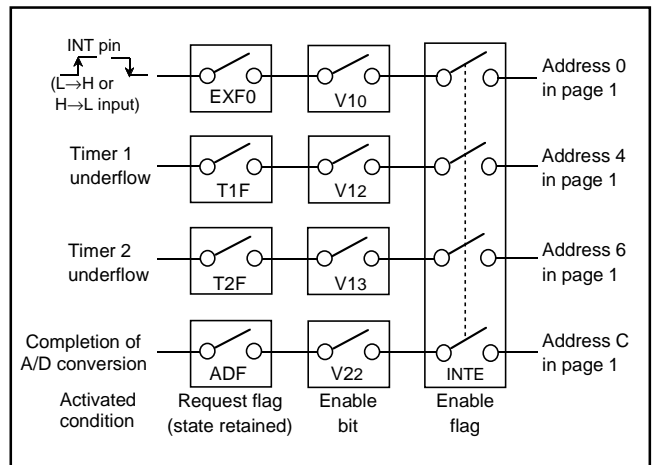 INT pin
(L→H or
H→L input)
EXF0
V10
Address 0
in page 1
Timer 1
underflow
T1F
V12
Address 4
in page 1
Timer 2
underflow
T2F
V13
Address 6
in page 1
Completion of
A/D conversion
ADF
V22
INTE
Address C
in page 1
Activated
condition
Request flag
(state retained)
Enable
bit
Enable
flag